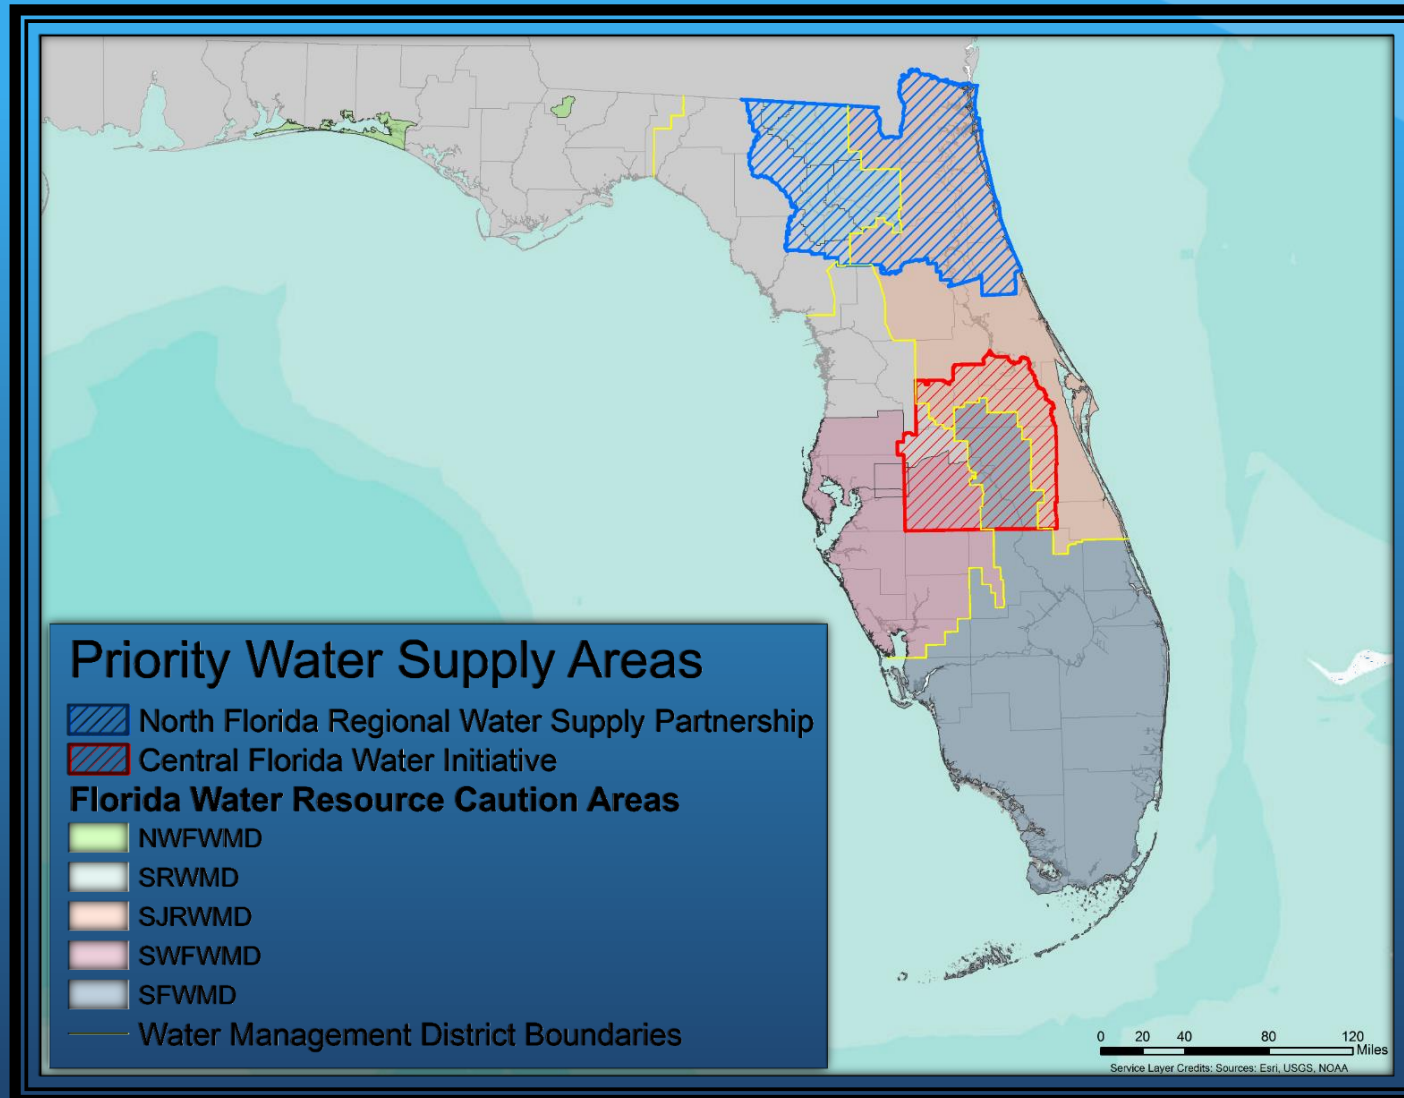 Priority Water Supply Areas
North Florida Regional Water Supply Partnership
Central Florida Water Initiative
Florida Water Resource Caution Areas
NWFWMD
SRWMD
SJRWMD
SWFWMD
SFWMD
Water Management District Boundaries
0 20 40 80 120
Miles
Service Layer Credits: Sources: Esri, USGS, NOAA